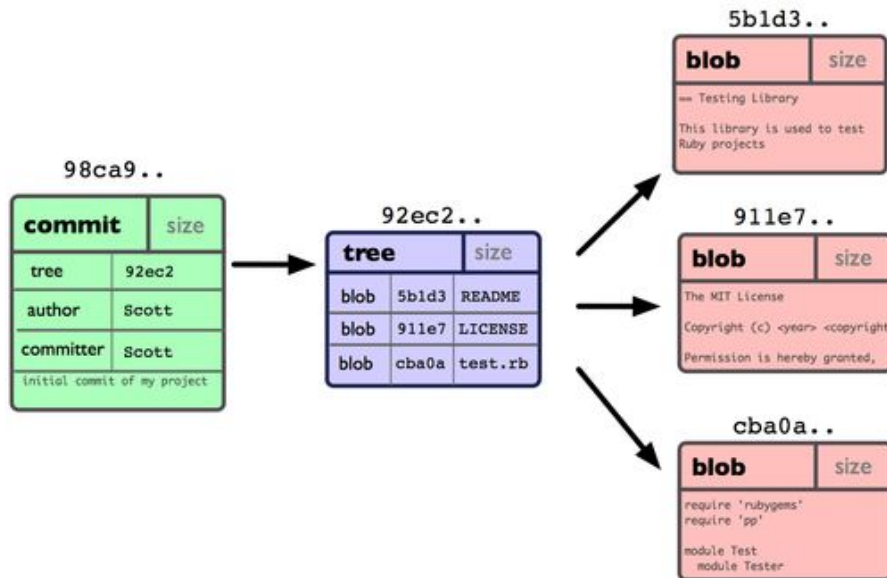 98ca9..
commit size
tree 92ec2
author Scott
committer Scott
initial commit of my project
92ec2..
tree size
blob 5b1d3 README
blob 911e7 LICENSE
blob cba0a test.rb
5b1d3..
blob size
== Testing Library
This library is used to test
Ruby projects
911e7..
blob size
The MIT License
Copyright (c) <year> <copyright
Permission is hereby granted,
cba0a..
blob size
require 'rubygems'
require 'pp'
module Test
module Tester